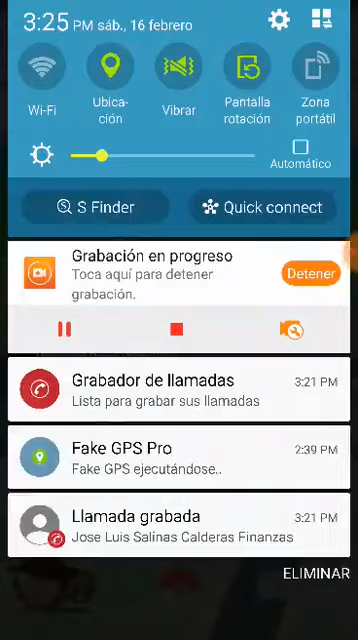 3:25 PM sáb., 16 febrero
Wi-Fi
Ubica-
ción
Vibrar
Pantalla
rotación
Zona
portátil
Automático
S Finder
Quick connect
Grabación en progreso
Toca aquí para detener
grabación.
Detener
Grabador de llamadas
3:21 PM
Lista para grabar sus llamadas
Fake GPS Pro
2:39 PM
Fake GPS ejecutándose..
Llamada grabada
3:21 PM
Jose Luis Salinas Calderas Finanzas
ELIMINAR